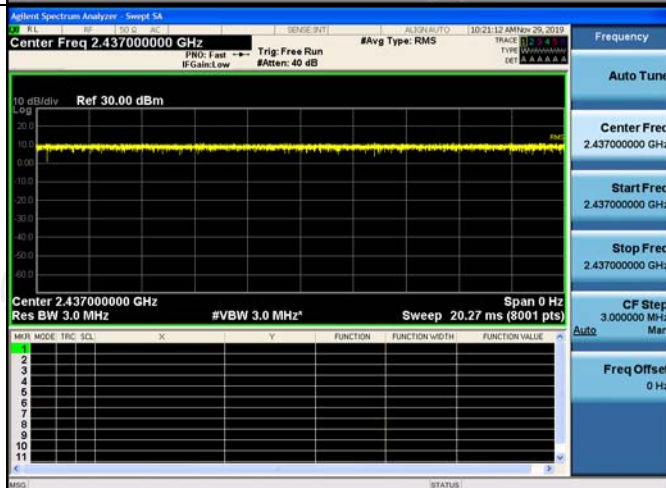 Agilent Spectrum Analyzer - Swept SA
RL RF 50 Ω AC SENSE:INT ALIGN AUTO 10:21:12 AM Nov 29, 2019
Center Freq 2.437000000 GHz
PNO: Fast
IFGain:Low
Trig: Free Run
#Atten: 40 dB
#Avg Type: RMS
TRACE 1 2 3 4 5
TYPE
DET A A A A A A
10 dB/div
Log
Ref 30.00 dBm
20.0
10.0
0.00
-10.0
-20.0
-30.0
-40.0
-50.0
-60.0
RMS
Center 2.437000000 GHz
Span 0 Hz
Res BW 3.0 MHz
#VBW 3.0 MHz*
Sweep 20.27 ms (8001 pts)
MKR MODE TRC SCL X Y FUNCTION FUNCTION WIDTH FUNCTION VALUE
1
2
3
4
5
6
7
8
9
10
11
MSG
STATUS
Frequency
Auto Tune
Center Freq
2.437000000 GHz
Start Freq
2.437000000 GHz
Stop Freq
2.437000000 GHz
CF Step
3.000000 MHz
Auto Man
Freq Offset
0 Hz